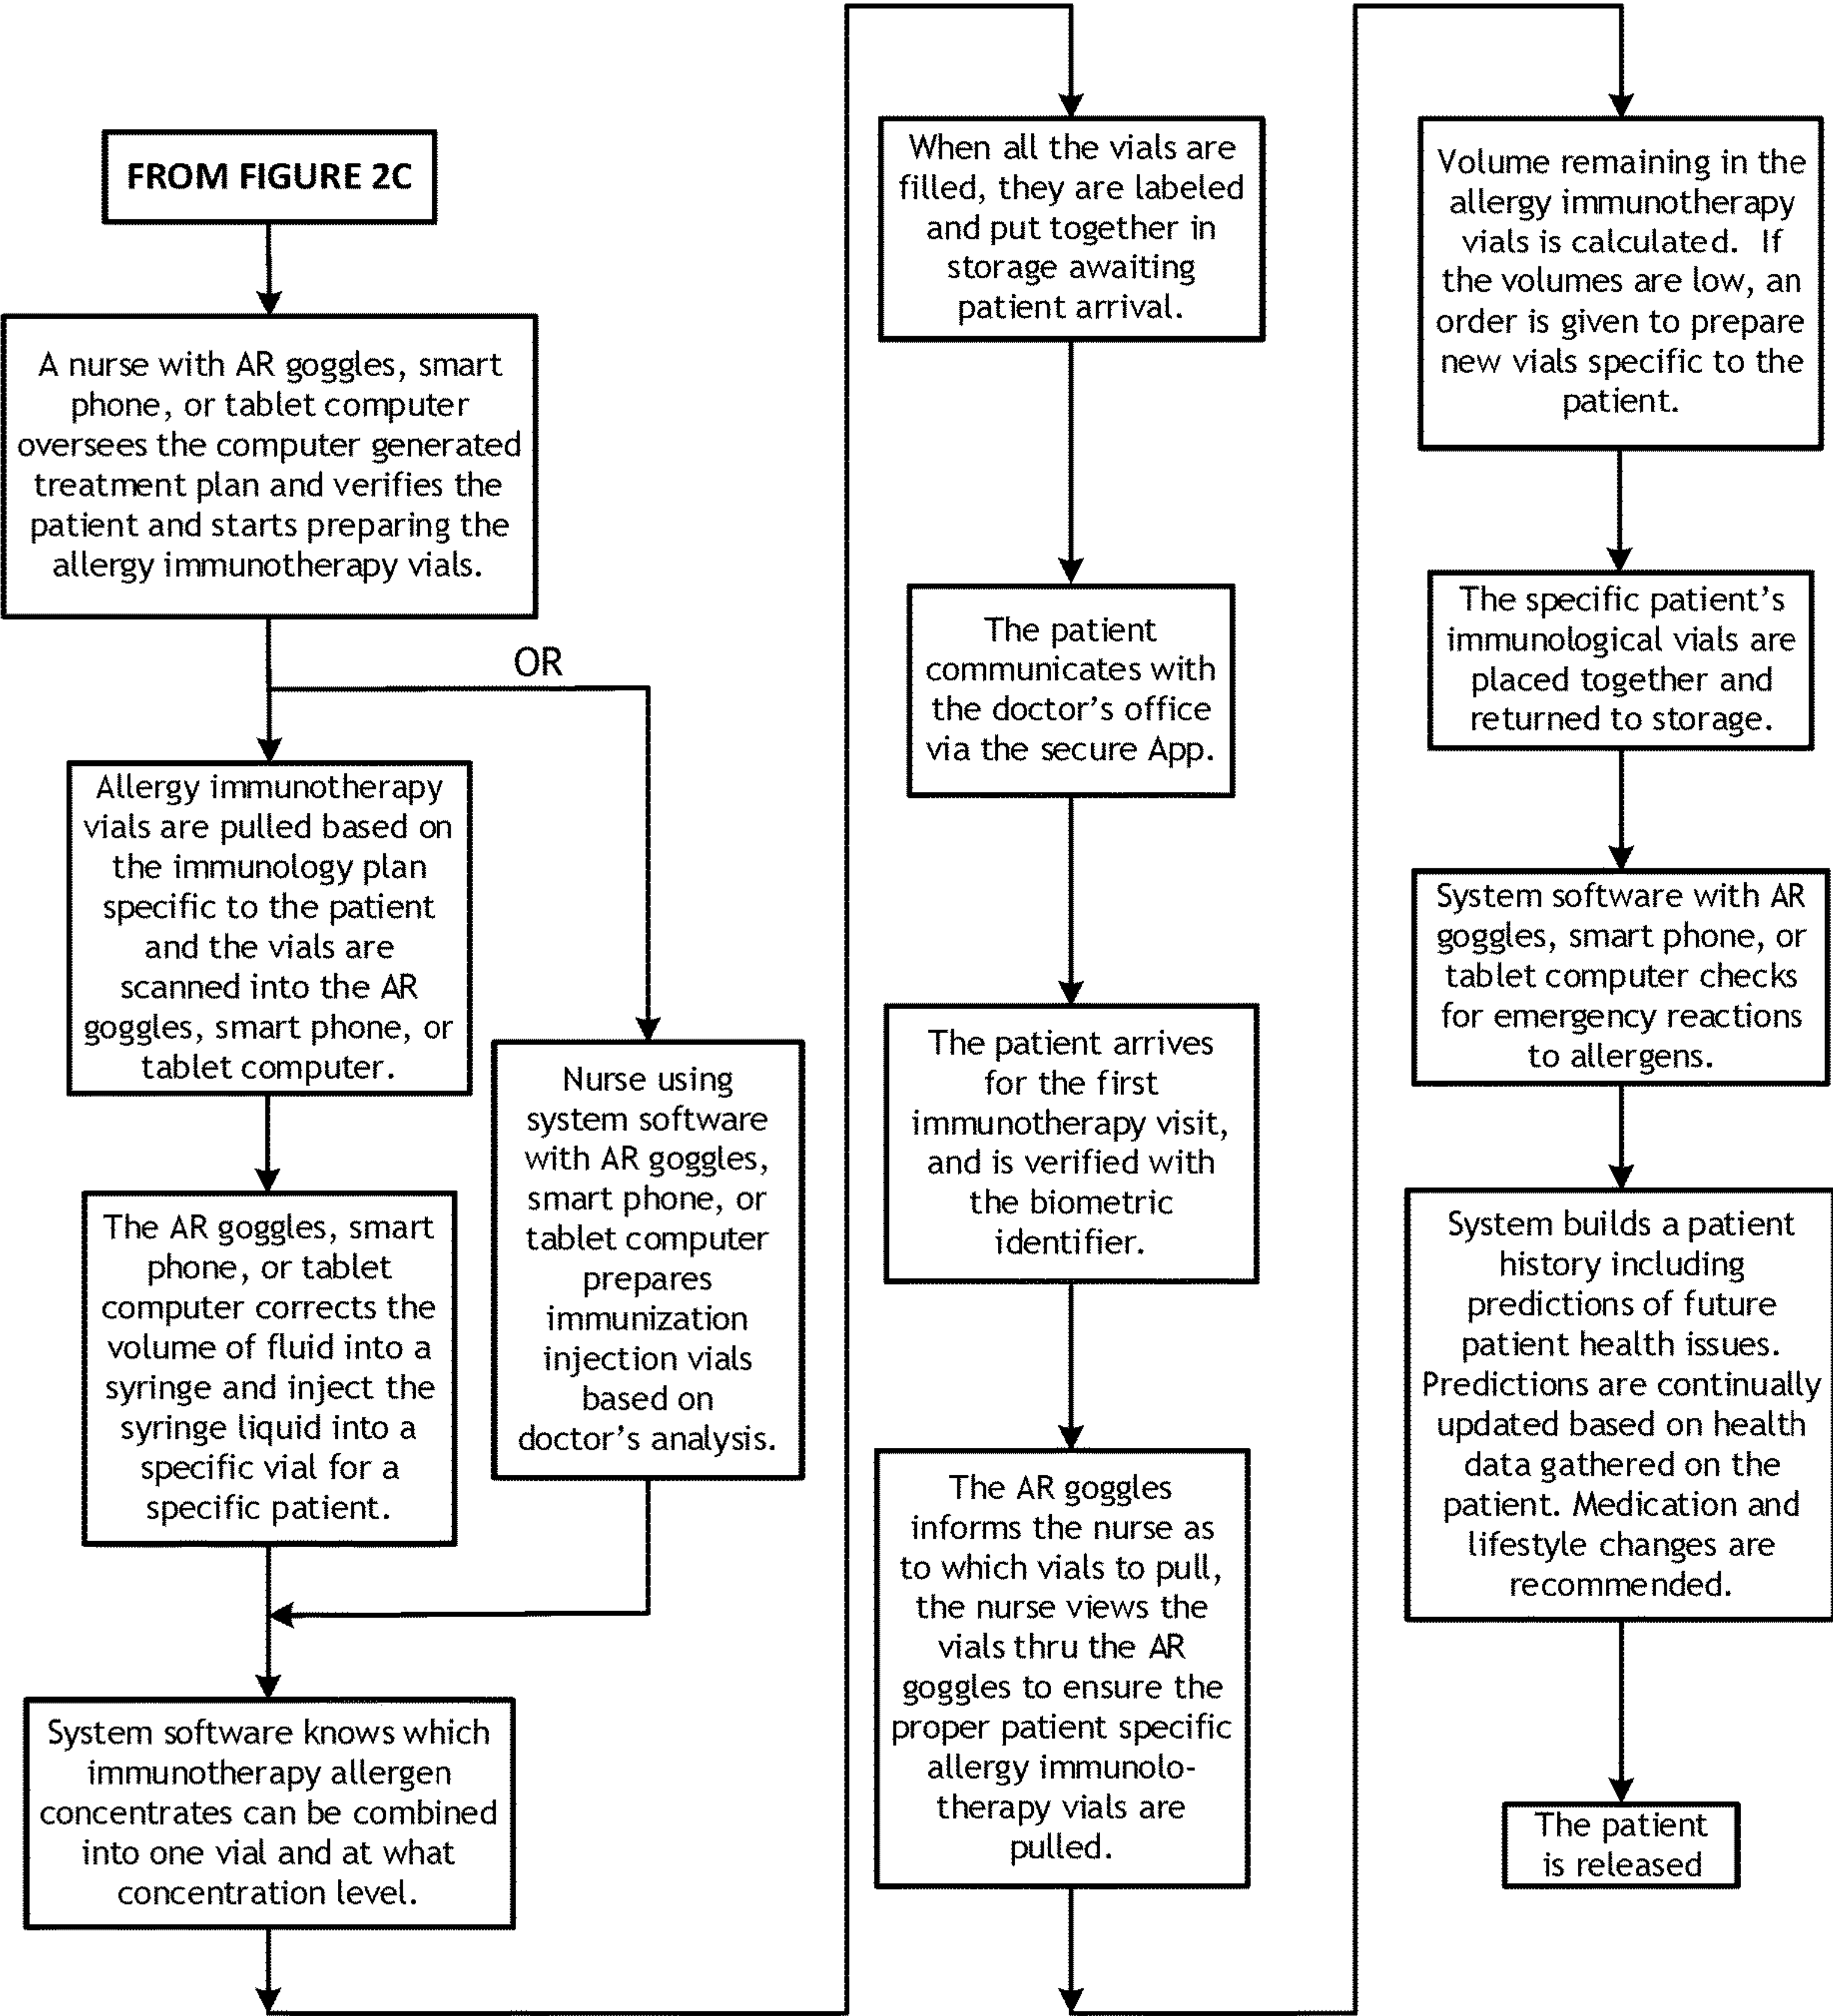 FROM FIGURE 2C
A nurse with AR goggles, smart
phone, or tablet computer
oversees the computer generated
treatment plan and verifies the
patient and starts preparing the
allergy immunotherapy vials.
OR
Allergy immunotherapy
vials are pulled based on
the immunology plan
specific to the patient
and the vials are
scanned into the AR
goggles, smart phone, or
tablet computer.
Nurse using
system software
with AR goggles,
smart phone, or
tablet computer
prepares
immunization
injection vials
based on
doctor's analysis.
The AR goggles, smart
phone, or tablet
computer corrects the
volume of fluid into a
syringe and inject the
syringe liquid into a
specific vial for a
specific patient.
System software knows which
immunotherapy allergen
concentrates can be combined
into one vial and at what
concentration level.
When all the vials are
filled, they are labeled
and put together in
storage awaiting
patient arrival.
The patient
communicates with
the doctor's office
via the secure App.
The patient arrives
for the first
immunotherapy visit,
and is verified with
the biometric
identifier.
The AR goggles
informs the nurse as
to which vials to pull,
the nurse views the
vials thru the AR
goggles to ensure the
proper patient specific
allergy immunolo-
therapy vials are
pulled.
Volume remaining in the
allergy immunotherapy
vials is calculated.  If
the volumes are low, an
order is given to prepare
new vials specific to the
patient.
The specific patient's
immunological vials are
placed together and
returned to storage.
System software with AR
goggles, smart phone, or
tablet computer checks
for emergency reactions
to allergens.
System builds a patient
history including
predictions of future
patient health issues.
Predictions are continually
updated based on health
data gathered on the
patient. Medication and
lifestyle changes are
recommended.
The patient
is released